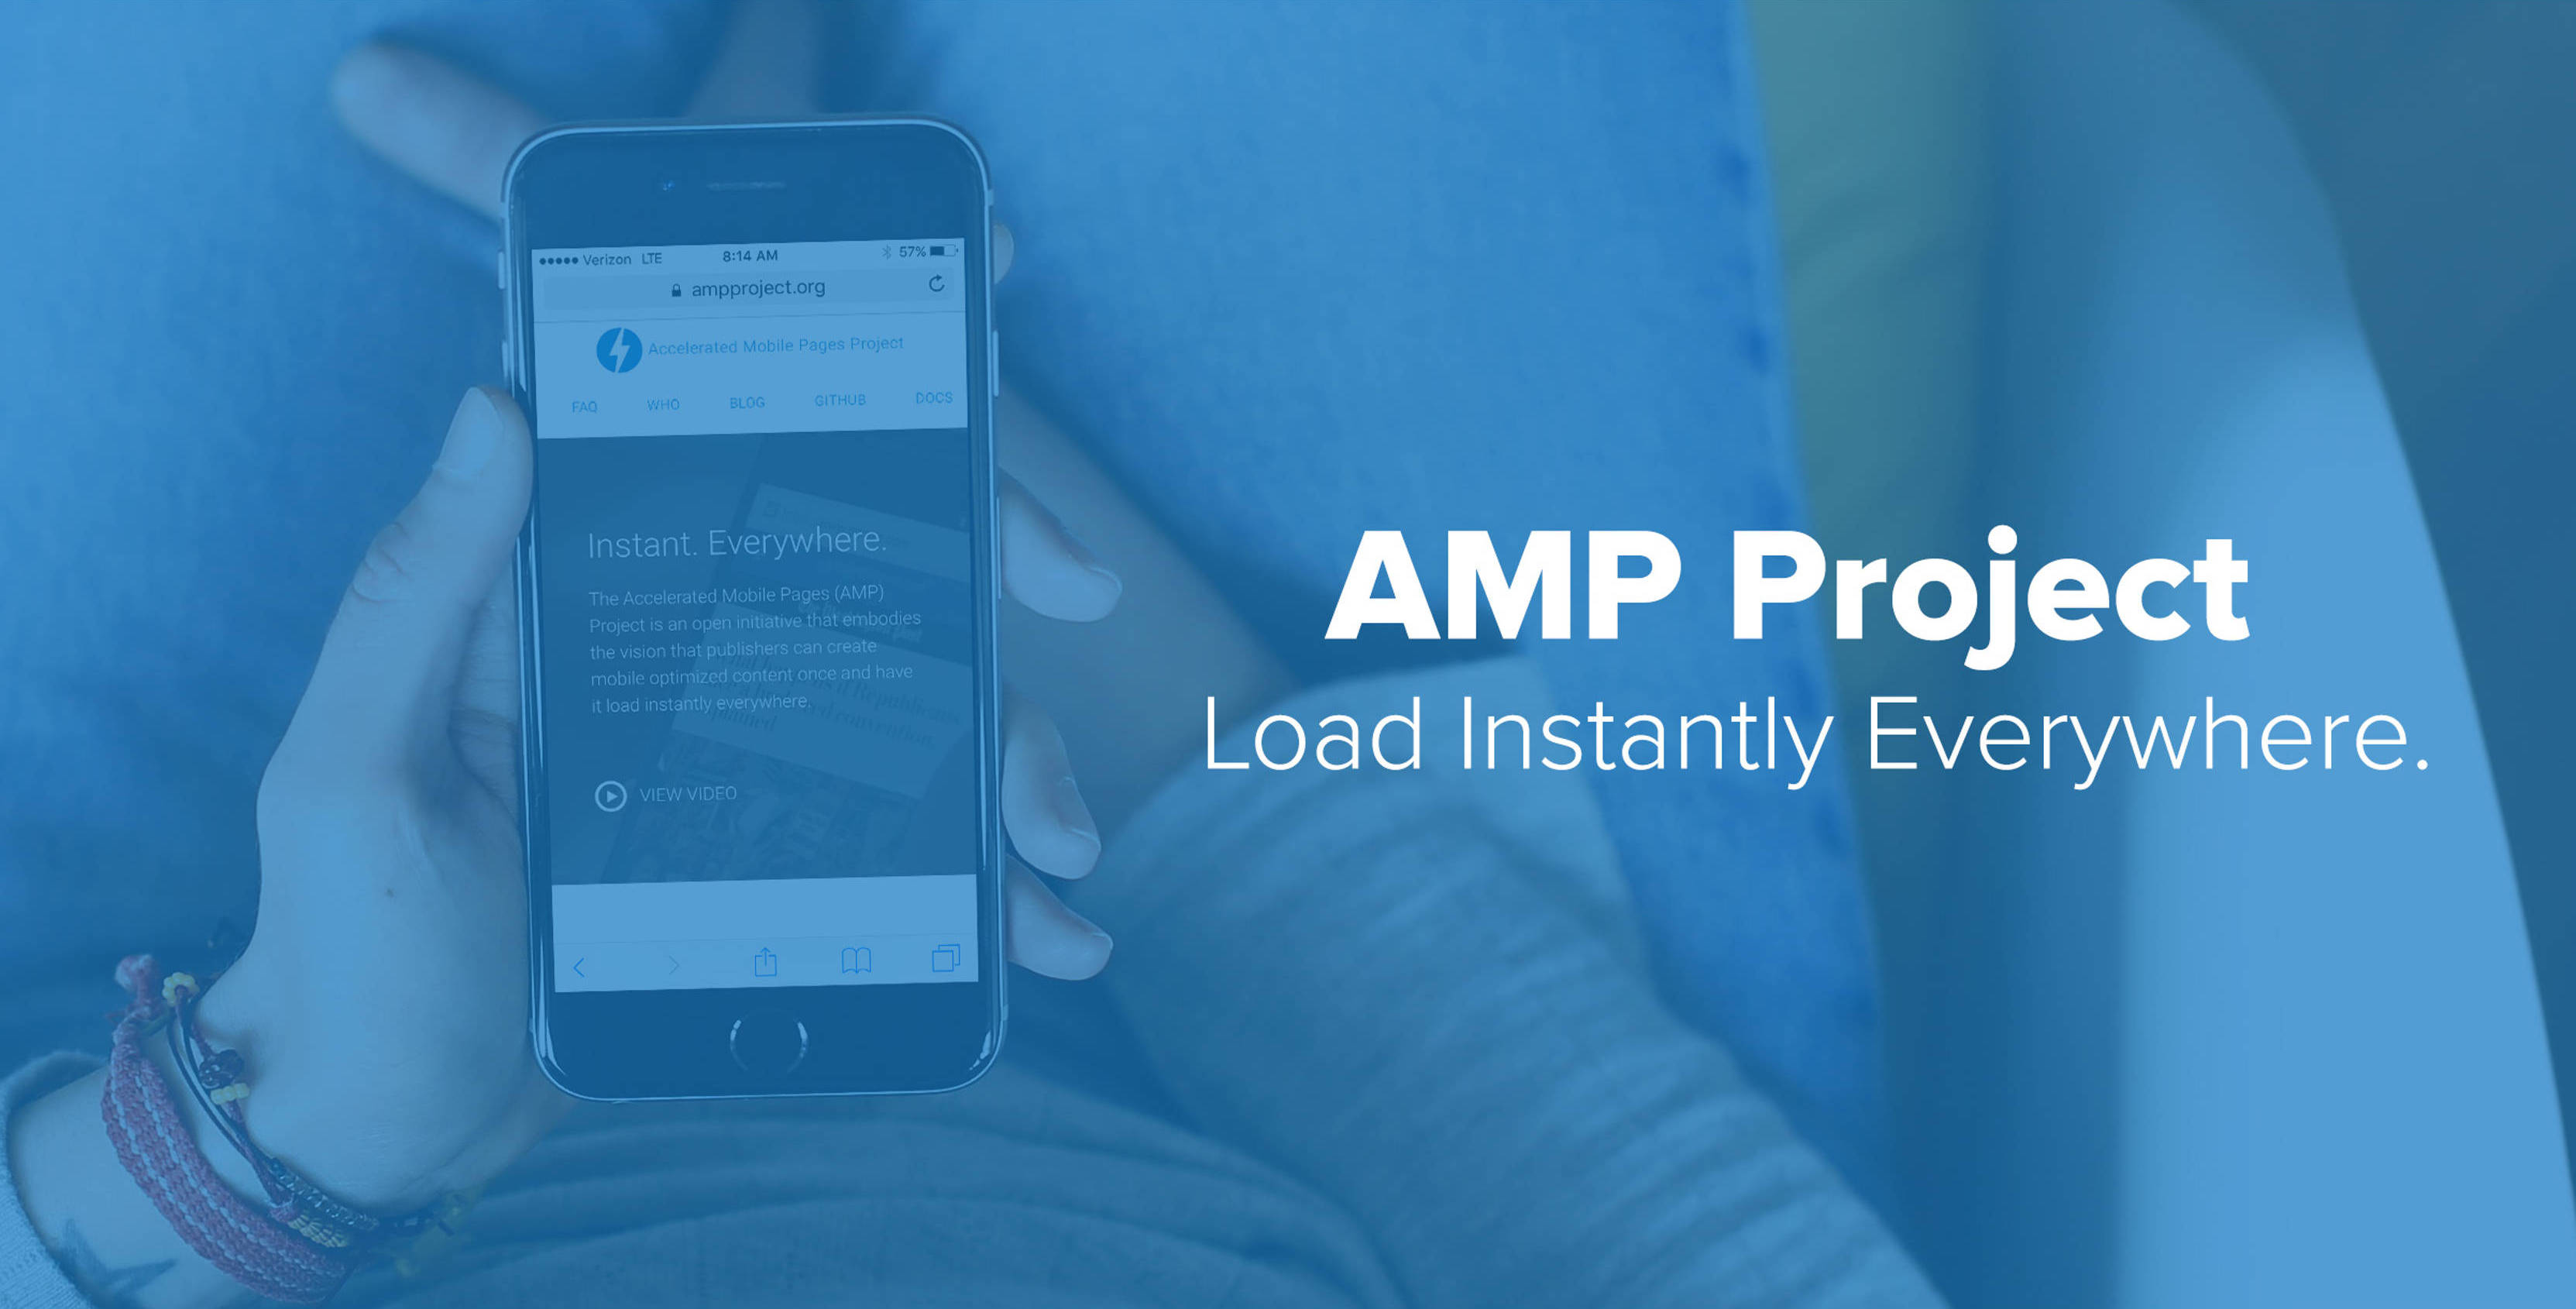 Verizon LTE 8:14 AM 57%
ampproject.org
Accelerated Mobile Pages Project
FAQ WHO BLOG GITHUB DOCS
Instant. Everywhere.
The Accelerated Mobile Pages (AMP)
Project is an open initiative that embodies
the vision that publishers can create
mobile optimized content once and have
it load instantly everywhere.
VIEW VIDEO
AMP Project
Load Instantly Everywhere.